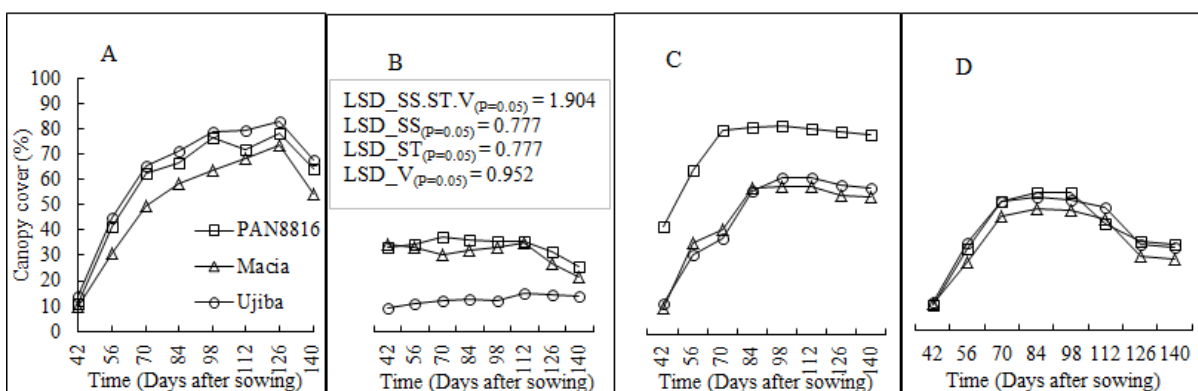 A
Canopy cover (%)
100
90
80
70
60
50
40
30
20
10
0
PAN8816
Macia
Ujiba
42 56 70 84 98 112 126 140
Time (Days after sowing)
B
LSD_SS.ST.V(P=0.05) = 1.904
LSD_SS(P=0.05) = 0.777
LSD_ST(P=0.05) = 0.777
LSD_V(P=0.05) = 0.952
42 56 70 84 98 112 126 140
Time (Days after sowing)
C
42 56 70 84 98 112 126 140
Time (Days after sowing)
D
42 56 70 84 98 112 126 140
Time (Days after sowing)